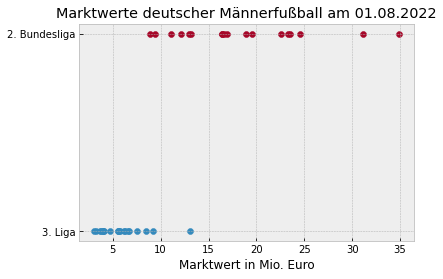 Marktwerte deutscher Männerfußball am 01.08.2022
2. Bundesliga
3. Liga
5 10 15 20 25 30 35
Marktwert in Mio. Euro